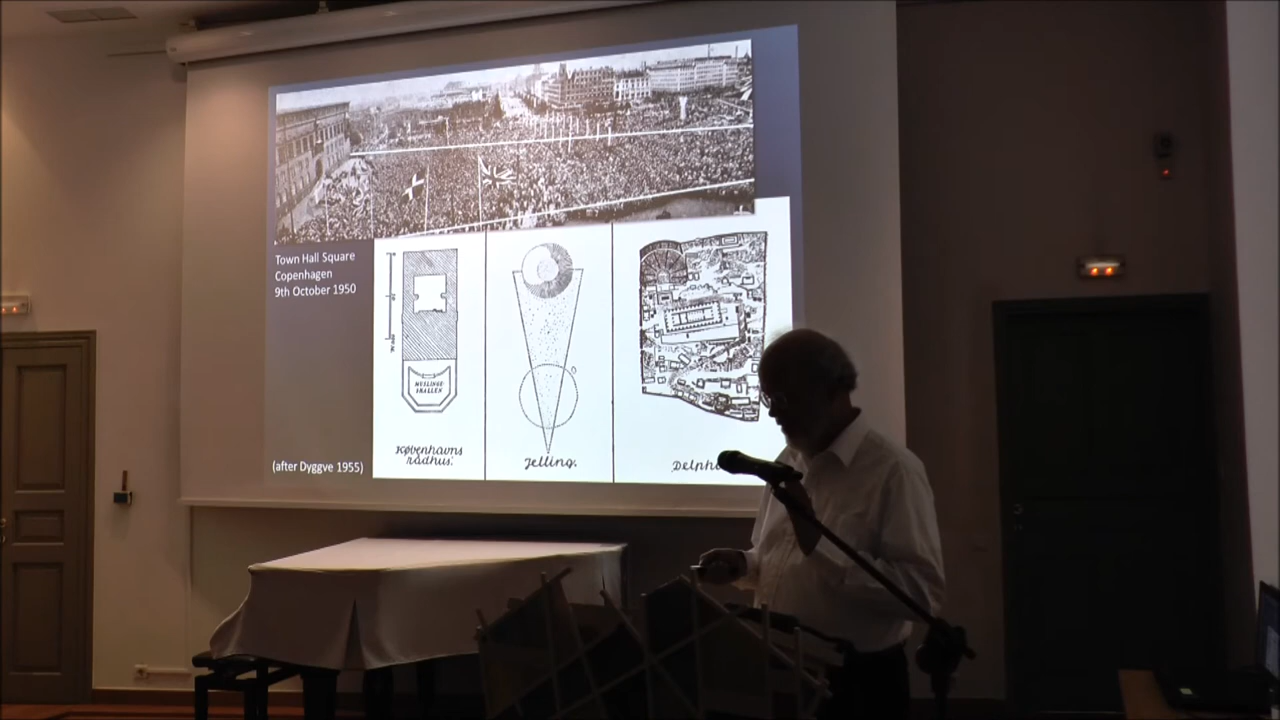 Town Hall Square
Copenhagen
9th October 1950
(after Dyggve 1955)
Københavns
rådhus.
Jelling.